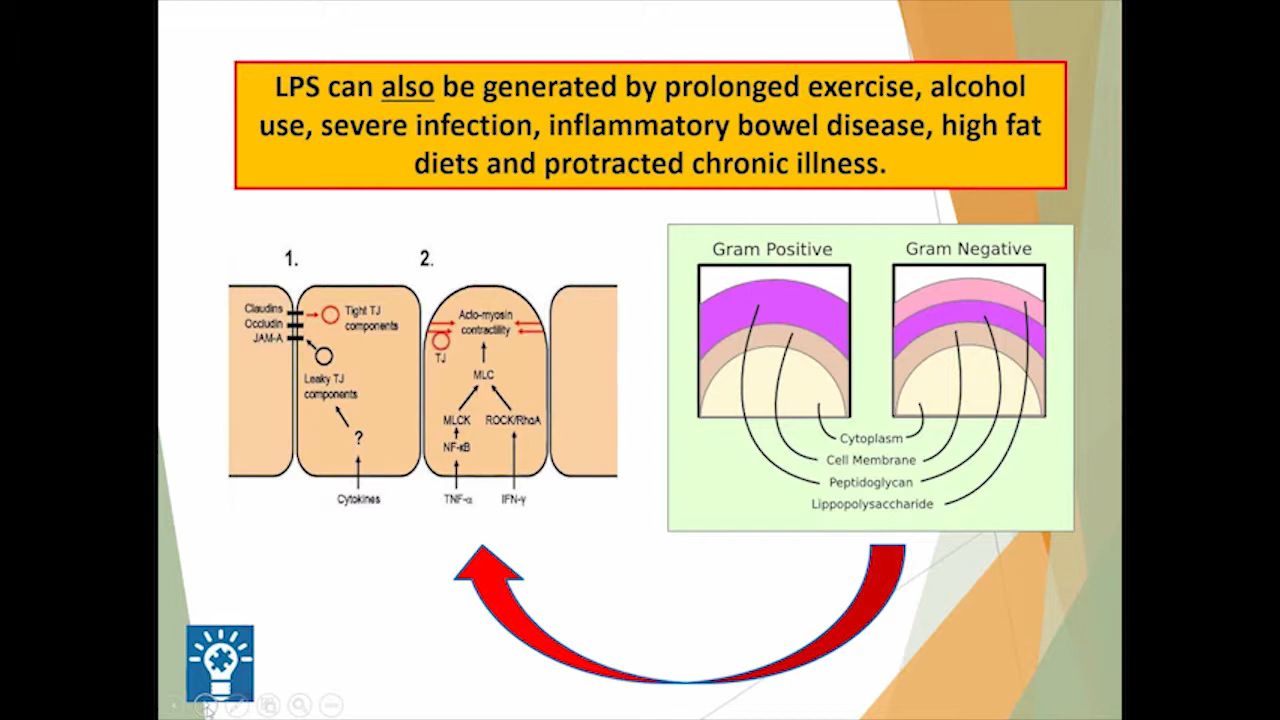 LPS can also be generated by prolonged exercise, alcohol
use, severe infection, inflammatory bowel disease, high fat
diets and protracted chronic illness.
1.
2.
Claudins
Occludin
JAM-A
Tight TJ
components
Leaky TJ
components
?
Cytokines
Acto-myosin
contractility
TJ
MLC
MLCK
ROCK/RhoA
NF-κB
TNF-α
IFN-γ
Gram Positive
Gram Negative
Cytoplasm
Cell Membrane
Peptidoglycan
Lippopolysaccharide